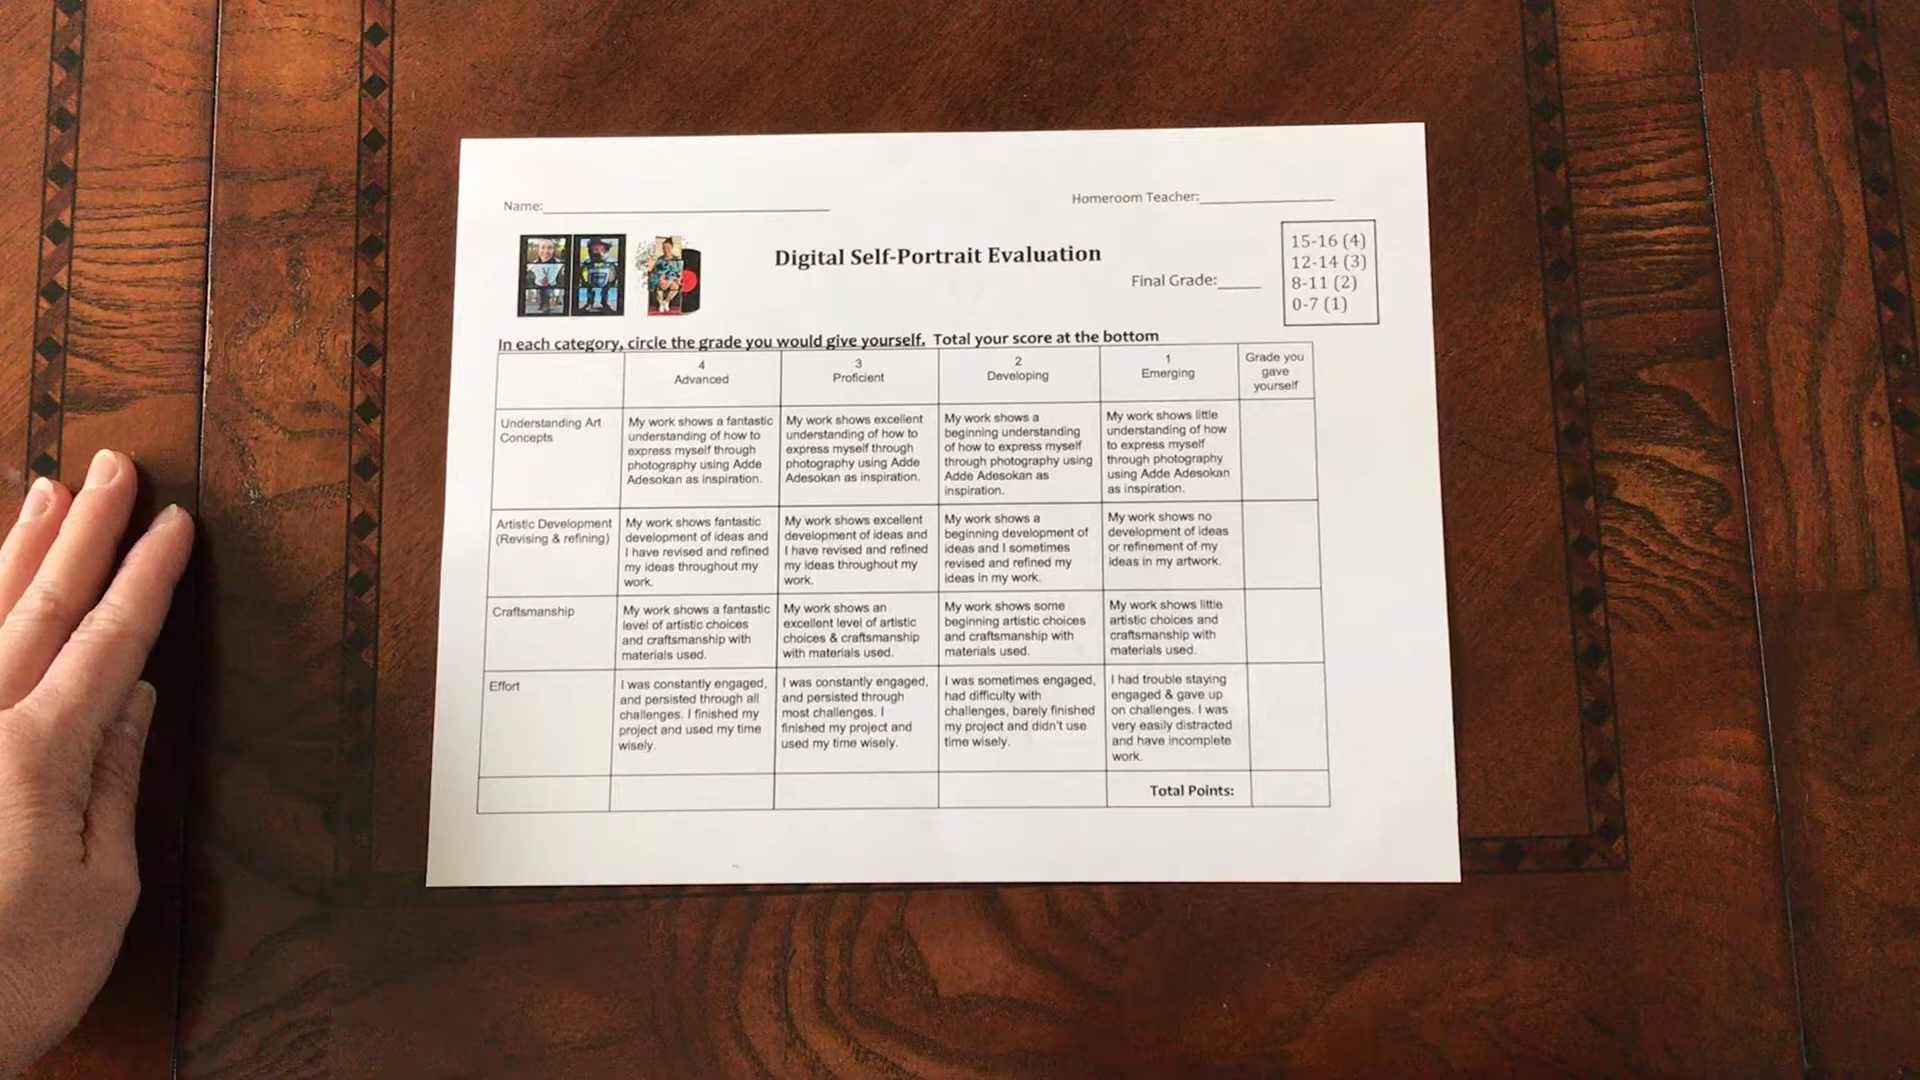 Name:
Homeroom Teacher:
Digital Self-Portrait Evaluation
Final Grade:
15-16 (4)
12-14 (3)
8-11 (2)
0-7 (1)
In each category, circle the grade you would give yourself. Total your score at the bottom
4
Advanced
3
Proficient
2
Developing
1
Emerging
Grade you
gave
yourself
Understanding Art
Concepts
My work shows a fantastic
understanding of how to
express myself through
photography using Adde
Adesokan as inspiration.
My work shows excellent
understanding of how to
express myself through
photography using Adde
Adesokan as inspiration.
My work shows a
beginning understanding
of how to express myself
through photography using
Adde Adesokan as
inspiration.
My work shows little
understanding of how
to express myself
through photography
using Adde Adesokan
as inspiration.
Artistic Development
(Revising & refining)
My work shows fantastic
development of ideas and
I have revised and refined
my ideas throughout my
work.
My work shows excellent
development of ideas and
I have revised and refined
my ideas throughout my
work.
My work shows a
beginning development of
ideas and I sometimes
revised and refined my
ideas in my work.
My work shows no
development of ideas
or refinement of my
ideas in my artwork.
Craftsmanship
My work shows a fantastic
level of artistic choices
and craftsmanship with
materials used.
My work shows an
excellent level of artistic
choices & craftsmanship
with materials used.
My work shows some
beginning artistic choices
and craftsmanship with
materials used.
My work shows little
artistic choices and
craftsmanship with
materials used.
Effort
I was constantly engaged,
and persisted through all
challenges. I finished my
project and used my time
wisely.
I was constantly engaged,
and persisted through
most challenges. I
finished my project and
used my time wisely.
I was sometimes engaged,
had difficulty with
challenges, barely finished
my project and didn't use
time wisely.
I had trouble staying
engaged & gave up
on challenges. I was
very easily distracted
and have incomplete
work.
Total Points: